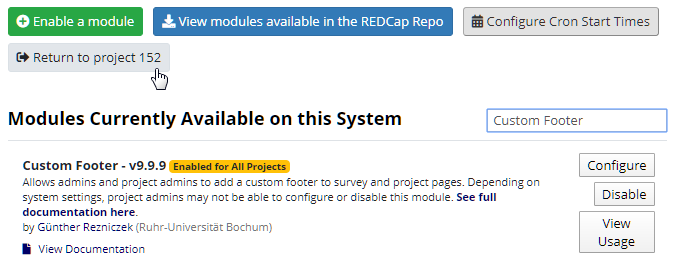 Enable a module
View modules available in the REDCap Repo
Configure Cron Start Times
Return to project 152
Modules Currently Available on this System
Custom Footer
Custom Footer - v9.9.9 Enabled for All Projects
Allows admins and project admins to add a custom footer to survey and project pages. Depending on
system settings, project admins may not be able to configure or disable this module. See full
documentation here.
by Günther Rezniczek (Ruhr-Universität Bochum)
View Documentation
Configure
Disable
View
Usage